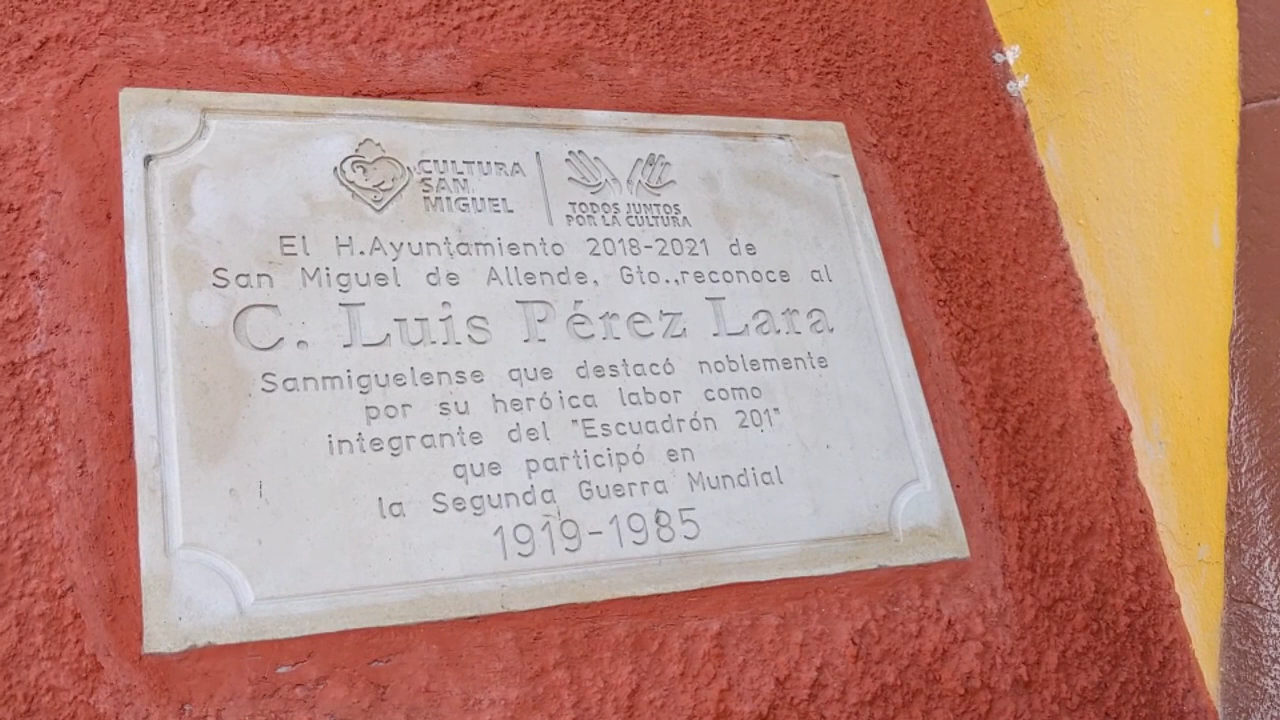 CULTURA
SAN
MIGUEL
TODOS JUNTOS
POR LA CULTURA
El H.Ayuntamiento 2018-2021 de
San Miguel de Allende, Gto.,reconoce al
C. Luis Pérez Lara
Sanmiguelense que destacó noblemente
por su heróica labor como
integrante del "Escuadrón 201"
que participó en
la Segunda Guerra Mundial
1919-1985